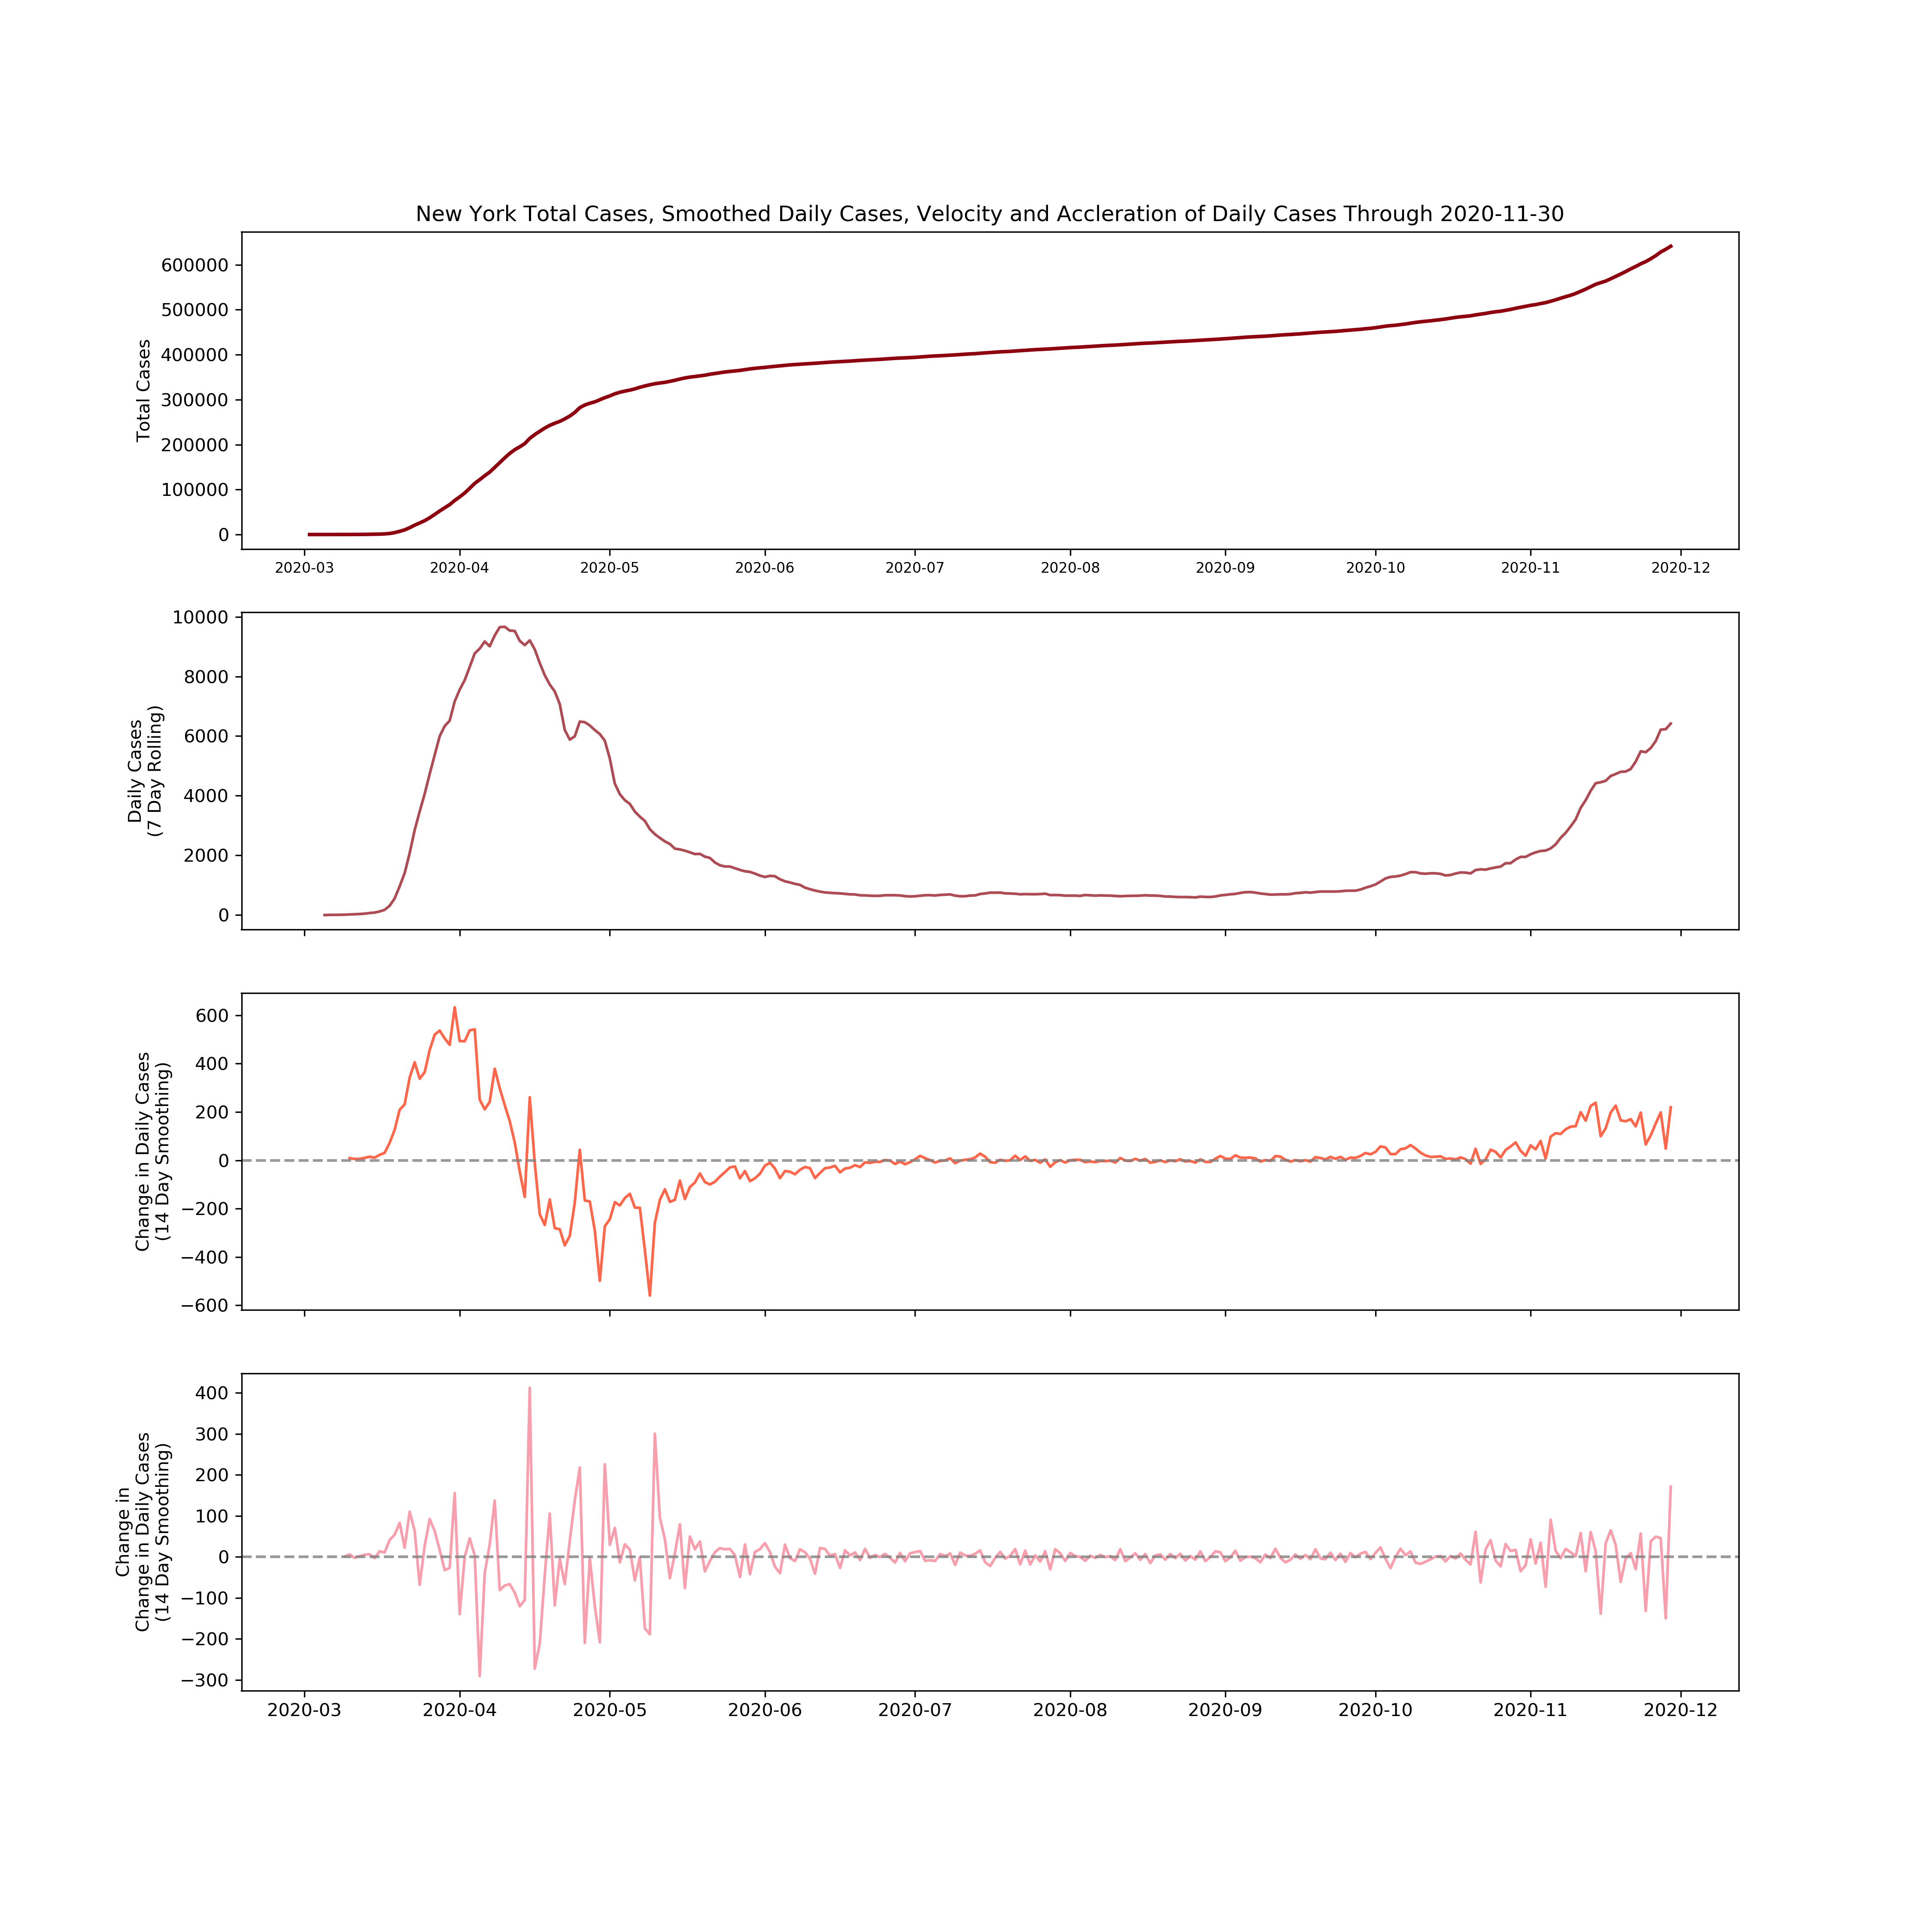 New York Total Cases, Smoothed Daily Cases, Velocity and Accleration of Daily Cases Through 2020-11-30
Total Cases
600000
500000
400000
300000
200000
100000
0
2020-03 2020-04 2020-05 2020-06 2020-07 2020-08 2020-09 2020-10 2020-11 2020-12
Daily Cases
(7 Day Rolling)
10000
8000
6000
4000
2000
0
Change in Daily Cases
(14 Day Smoothing)
600
400
200
0
−200
−400
−600
Change in
Change in Daily Cases
(14 Day Smoothing)
400
300
200
100
0
−100
−200
−300
2020-03 2020-04 2020-05 2020-06 2020-07 2020-08 2020-09 2020-10 2020-11 2020-12